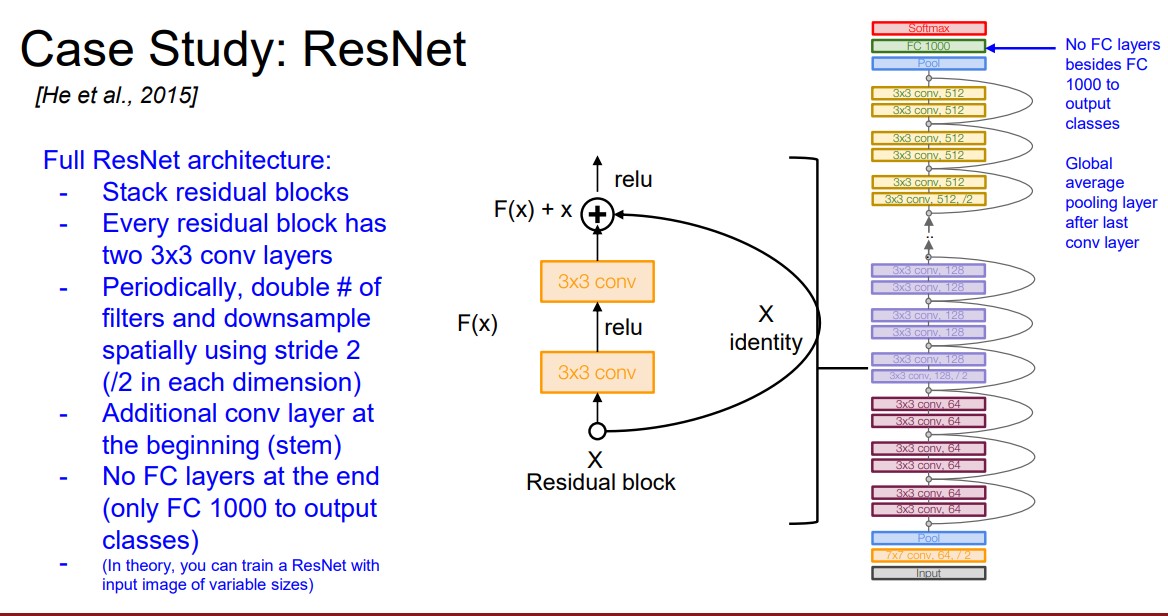 Case Study: ResNet
[He et al., 2015]
Full ResNet architecture:
- Stack residual blocks
- Every residual block has
two 3x3 conv layers
- Periodically, double # of
filters and downsample
spatially using stride 2
(/2 in each dimension)
- Additional conv layer at
the beginning (stem)
- No FC layers at the end
(only FC 1000 to output
classes)
- (In theory, you can train a ResNet with
input image of variable sizes)
relu
F(x) + x
3x3 conv
F(x)
relu
X
identity
3x3 conv
X
Residual block
Softmax
FC 1000
Pool
3x3 conv, 512
3x3 conv, 512
3x3 conv, 512
3x3 conv, 512
3x3 conv, 512
3x3 conv, 512, /2
..
3x3 conv, 128
3x3 conv, 128
3x3 conv, 128
3x3 conv, 128
3x3 conv, 128
3x3 conv, 128, / 2
3x3 conv, 64
3x3 conv, 64
3x3 conv, 64
3x3 conv, 64
3x3 conv, 64
3x3 conv, 64
Pool
7x7 conv, 64, / 2
Input
No FC layers
besides FC
1000 to
output
classes
Global
average
pooling layer
after last
conv layer